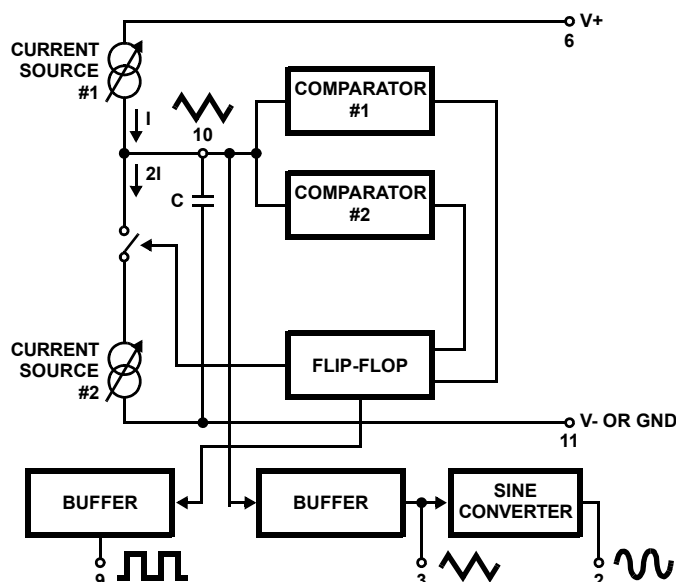 V+
6
CURRENT
SOURCE
#1
I
10
COMPARATOR
#1
2I
C
COMPARATOR
#2
CURRENT
SOURCE
#2
FLIP-FLOP
V- OR GND
11
BUFFER
BUFFER
SINE
CONVERTER
9
3
2